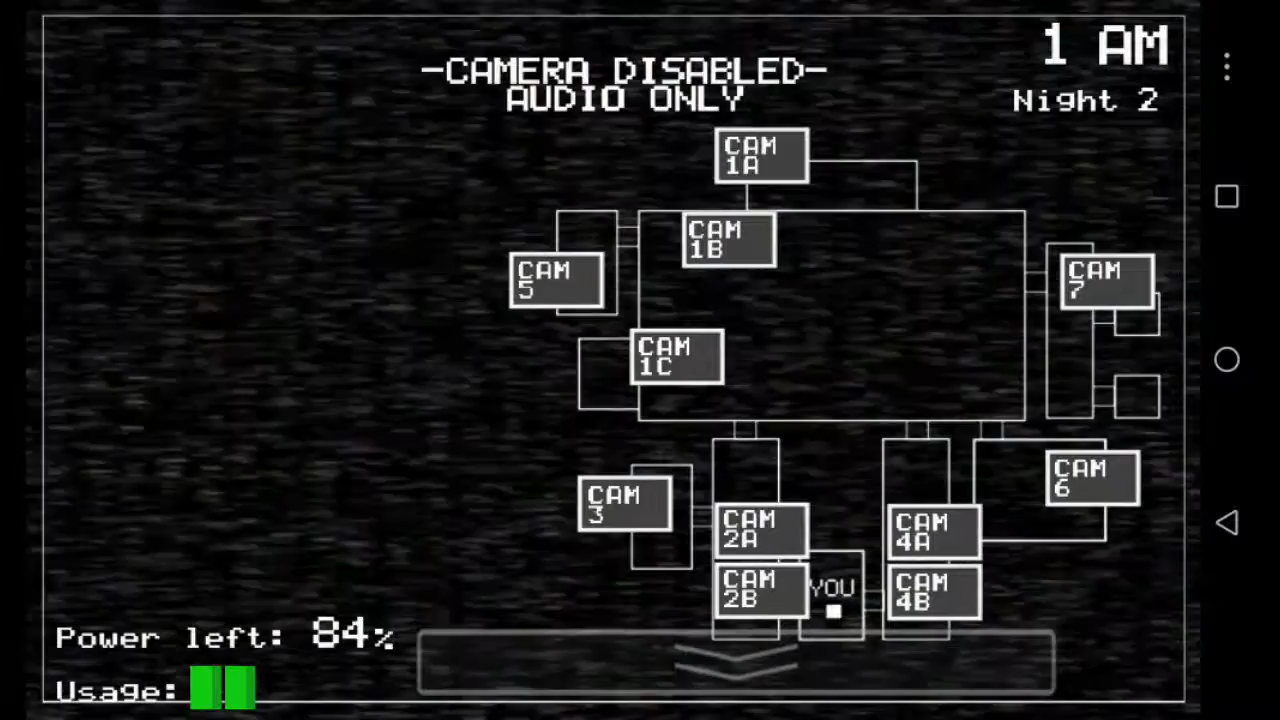 1 AM
-CAMERA DISABLED-
AUDIO ONLY
Night 2
CAM
1A
CAM
1B
CAM
5
CAM
7
CAM
1C
CAM
6
CAM
3
CAM
2A
CAM
4A
CAM
2B
YOU
CAM
4B
Power left: 84%
Usage: